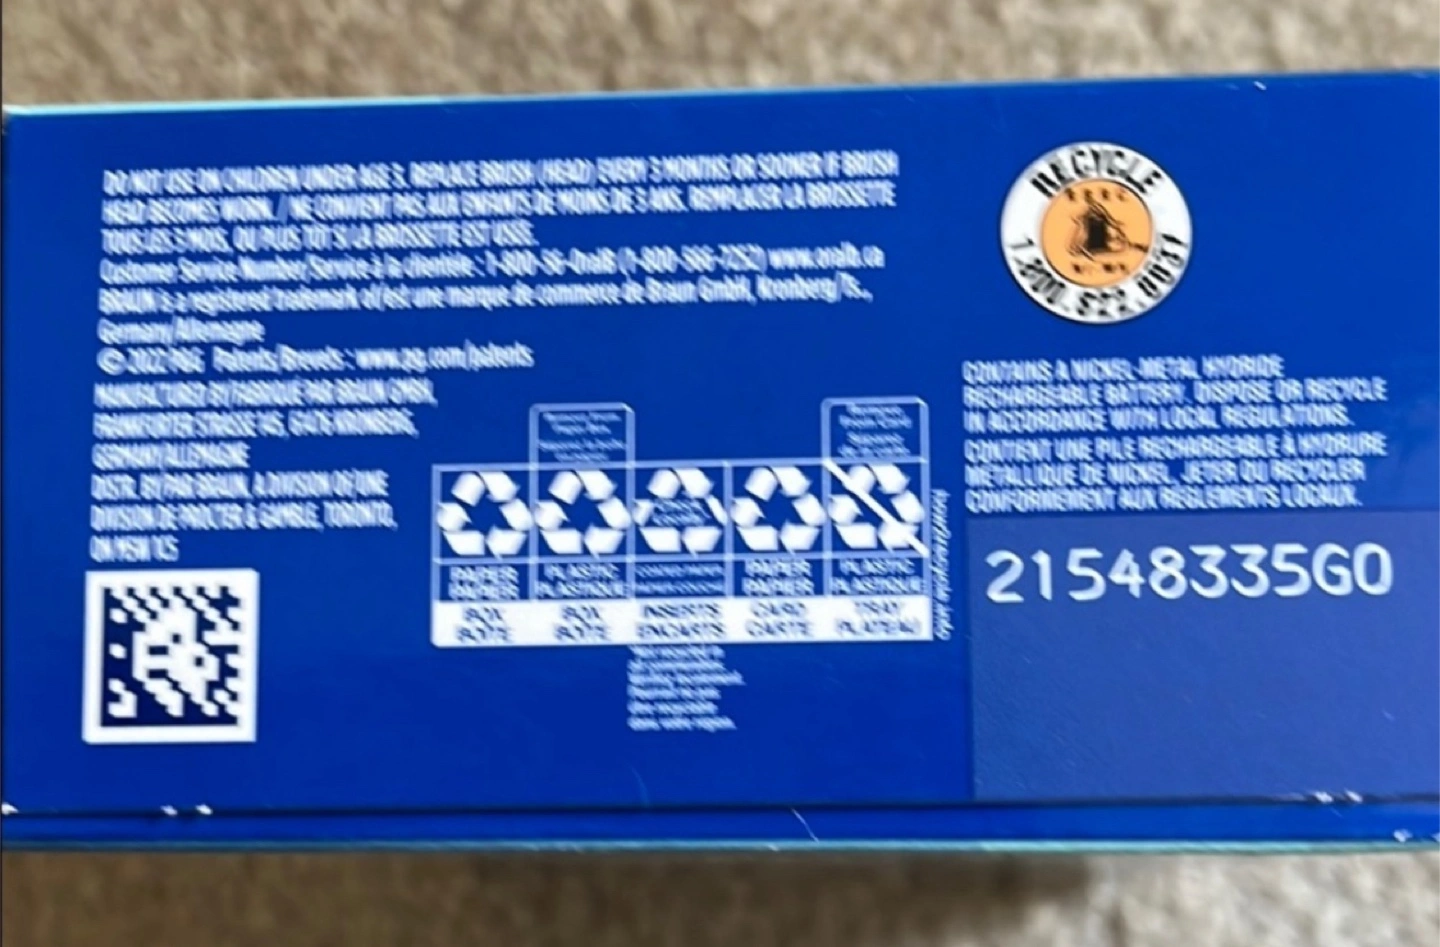 DO NOT USE ON CHILDREN UNDER AGE 3. REPLACE BRUSH (HEAD) EVERY 3 MONTHS OR SOONER IF BRUSH
HEAD BECOMES WORN. / NE CONVIENT PAS AUX ENFANTS DE MOINS DE 3 ANS. REMPLACER LA BROSSETTE
TOUS LES 3 MOIS, OU PLUS TÔT SI LA BROSSETTE EST USÉE.
Customer Service Number/Service à la clientèle : 1-800-56-OralB (1-800-566-7252) www.oralb.ca
BRAUN is a registered trademark of/est une marque de commerce de Braun GmbH, Kronberg/Ts.,
Germany/Allemagne
© 2022 P&G Patents/Brevets : www.pg.com/patents
MANUFACTURED BY/FABRIQUÉ PAR BRAUN GMBH,
FRANKFURTER STRASSE 145, 61476 KRONBERG,
GERMANY/ALLEMAGNE
DISTR. BY/PAR BRAUN, A DIVISION OF/UNE
DIVISION DE PROCTER & GAMBLE, TORONTO,
ON
PAPER
PAPIER
BOX
BOÎTE
PLASTIC
PLASTIQUE
BOX
BOÎTE
INSERTS
ENCARTS
PAPER
PAPIER
CARD
CARTE
PLASTIC
PLASTIQUE
TRAY
PLATEAU
RECYCLE
RBRC
1.800.822.8837
CONTAINS A NICKEL-METAL HYDRIDE
RECHARGEABLE BATTERY. DISPOSE OR RECYCLE
IN ACCORDANCE WITH LOCAL REGULATIONS.
CONTIENT UNE PILE RECHARGEABLE À HYDRURE
MÉTALLIQUE DE NICKEL. JETER OU RECYCLER
CONFORMÉMENT AUX RÈGLEMENTS LOCAUX.
21548335G0